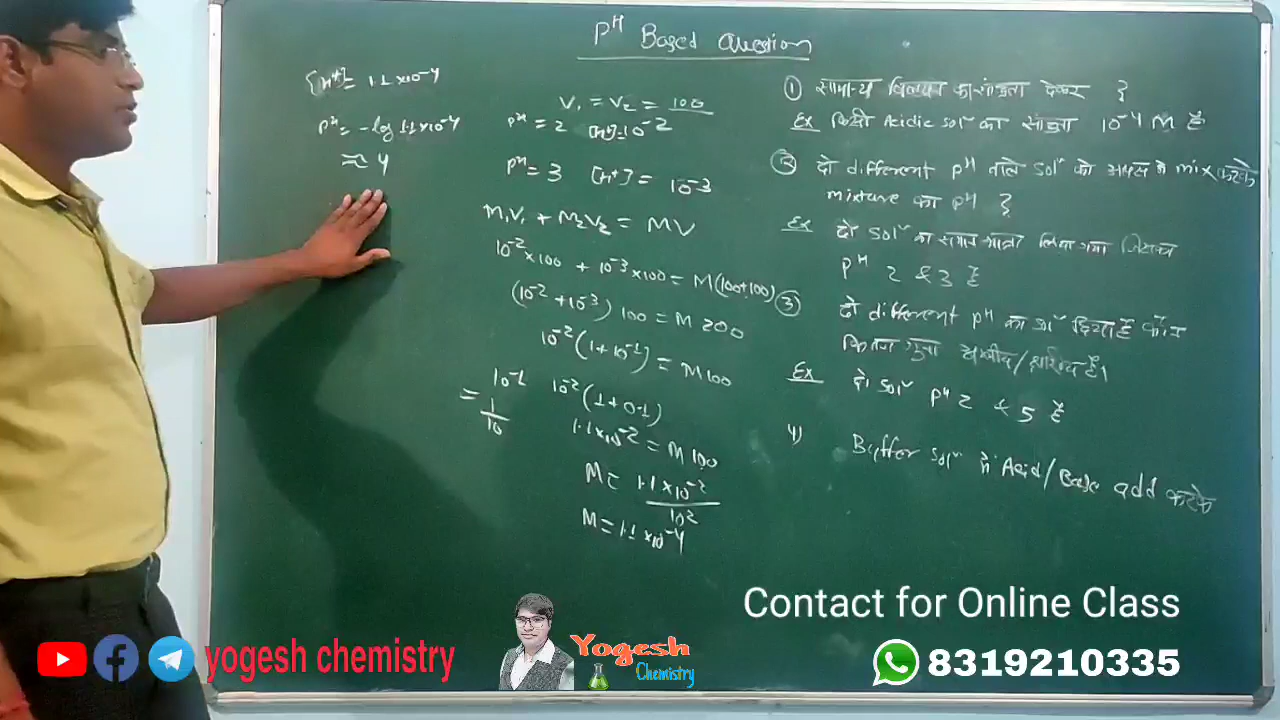 pH Based Question
[H+] = 1.1 × 10⁻⁴
pH = -log 1.1×10⁻⁴
≈ 4
V₁ = V₂ = 100
pH = 2 [H+] = 10⁻²
pH = 3 [H+] = 10⁻³
M₁V₁ + M₂V₂ = MV
10⁻² × 100 + 10⁻³ × 100 = M(100+100)
(10⁻² + 10⁻³) 100 = M 200
10⁻² (1 + 10⁻¹) = M 100
10⁻² (1 + 0.1)
1.1 × 10⁻² = M 100
M = 1.1 × 10⁻²
10²
M = 1.1 × 10⁻⁴
= 1
10
① सामान्य विलयन का सांद्रता देकर }
Ex किसी Acidic Solⁿ का सांद्रता 10⁻⁴ M है
② दो different pH वाले Solⁿ को आपस में mix करके
mixture का pH }
Ex दो Solⁿ का समान मात्रा लिया गया जिसका
pH 2 & 3 है
③ दो different pH का Solⁿ दिया है कौन
कितना गुना अम्लीय/क्षारीय है।
Ex दो Solⁿ pH 2 & 5 है
4) Buffer Solⁿ में Acid/Base add करके
Contact for Online Class
8319210335
yogesh chemistry
Yogesh
Chemistry